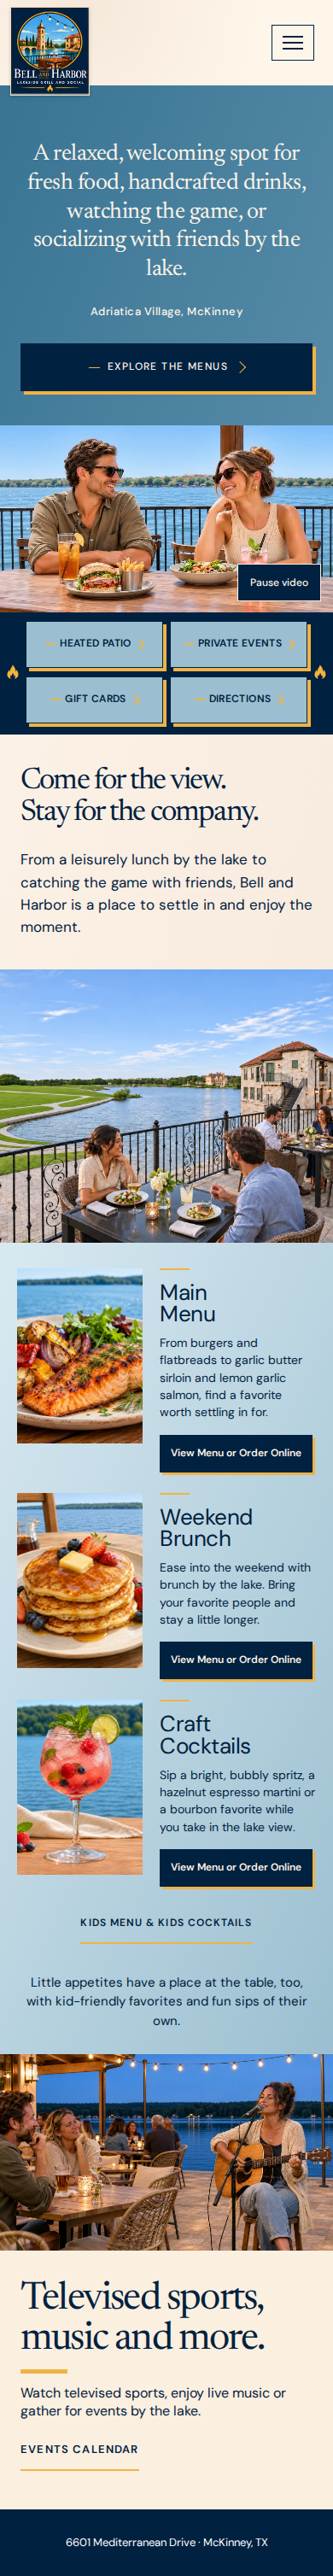 BELL AND HARBOR
LAKESIDE GRILL AND SOCIAL
A relaxed, welcoming spot for
fresh food, handcrafted drinks,
watching the game, or
socializing with friends by the
lake.
Adriatica Village, McKinney
EXPLORE THE MENUS
Pause video
HEATED PATIO
PRIVATE EVENTS
GIFT CARDS
DIRECTIONS
Come for the view.
Stay for the company.
From a leisurely lunch by the lake to
catching the game with friends, Bell and
Harbor is a place to settle in and enjoy the
moment.
Main
Menu
From burgers and
flatbreads to garlic butter
sirloin and lemon garlic
salmon, find a favorite
worth settling in for.
View Menu or Order Online
Weekend
Brunch
Ease into the weekend with
brunch by the lake. Bring
your favorite people and
stay a little longer.
View Menu or Order Online
Craft
Cocktails
Sip a bright, bubbly spritz, a
hazelnut espresso martini or
a bourbon favorite while
you take in the lake view.
View Menu or Order Online
KIDS MENU & KIDS COCKTAILS
Little appetites have a place at the table, too,
with kid-friendly favorites and fun sips of their
own.
Televised sports,
music and more.
Watch televised sports, enjoy live music or
gather for events by the lake.
EVENTS CALENDAR
6601 Mediterranean Drive · McKinney, TX